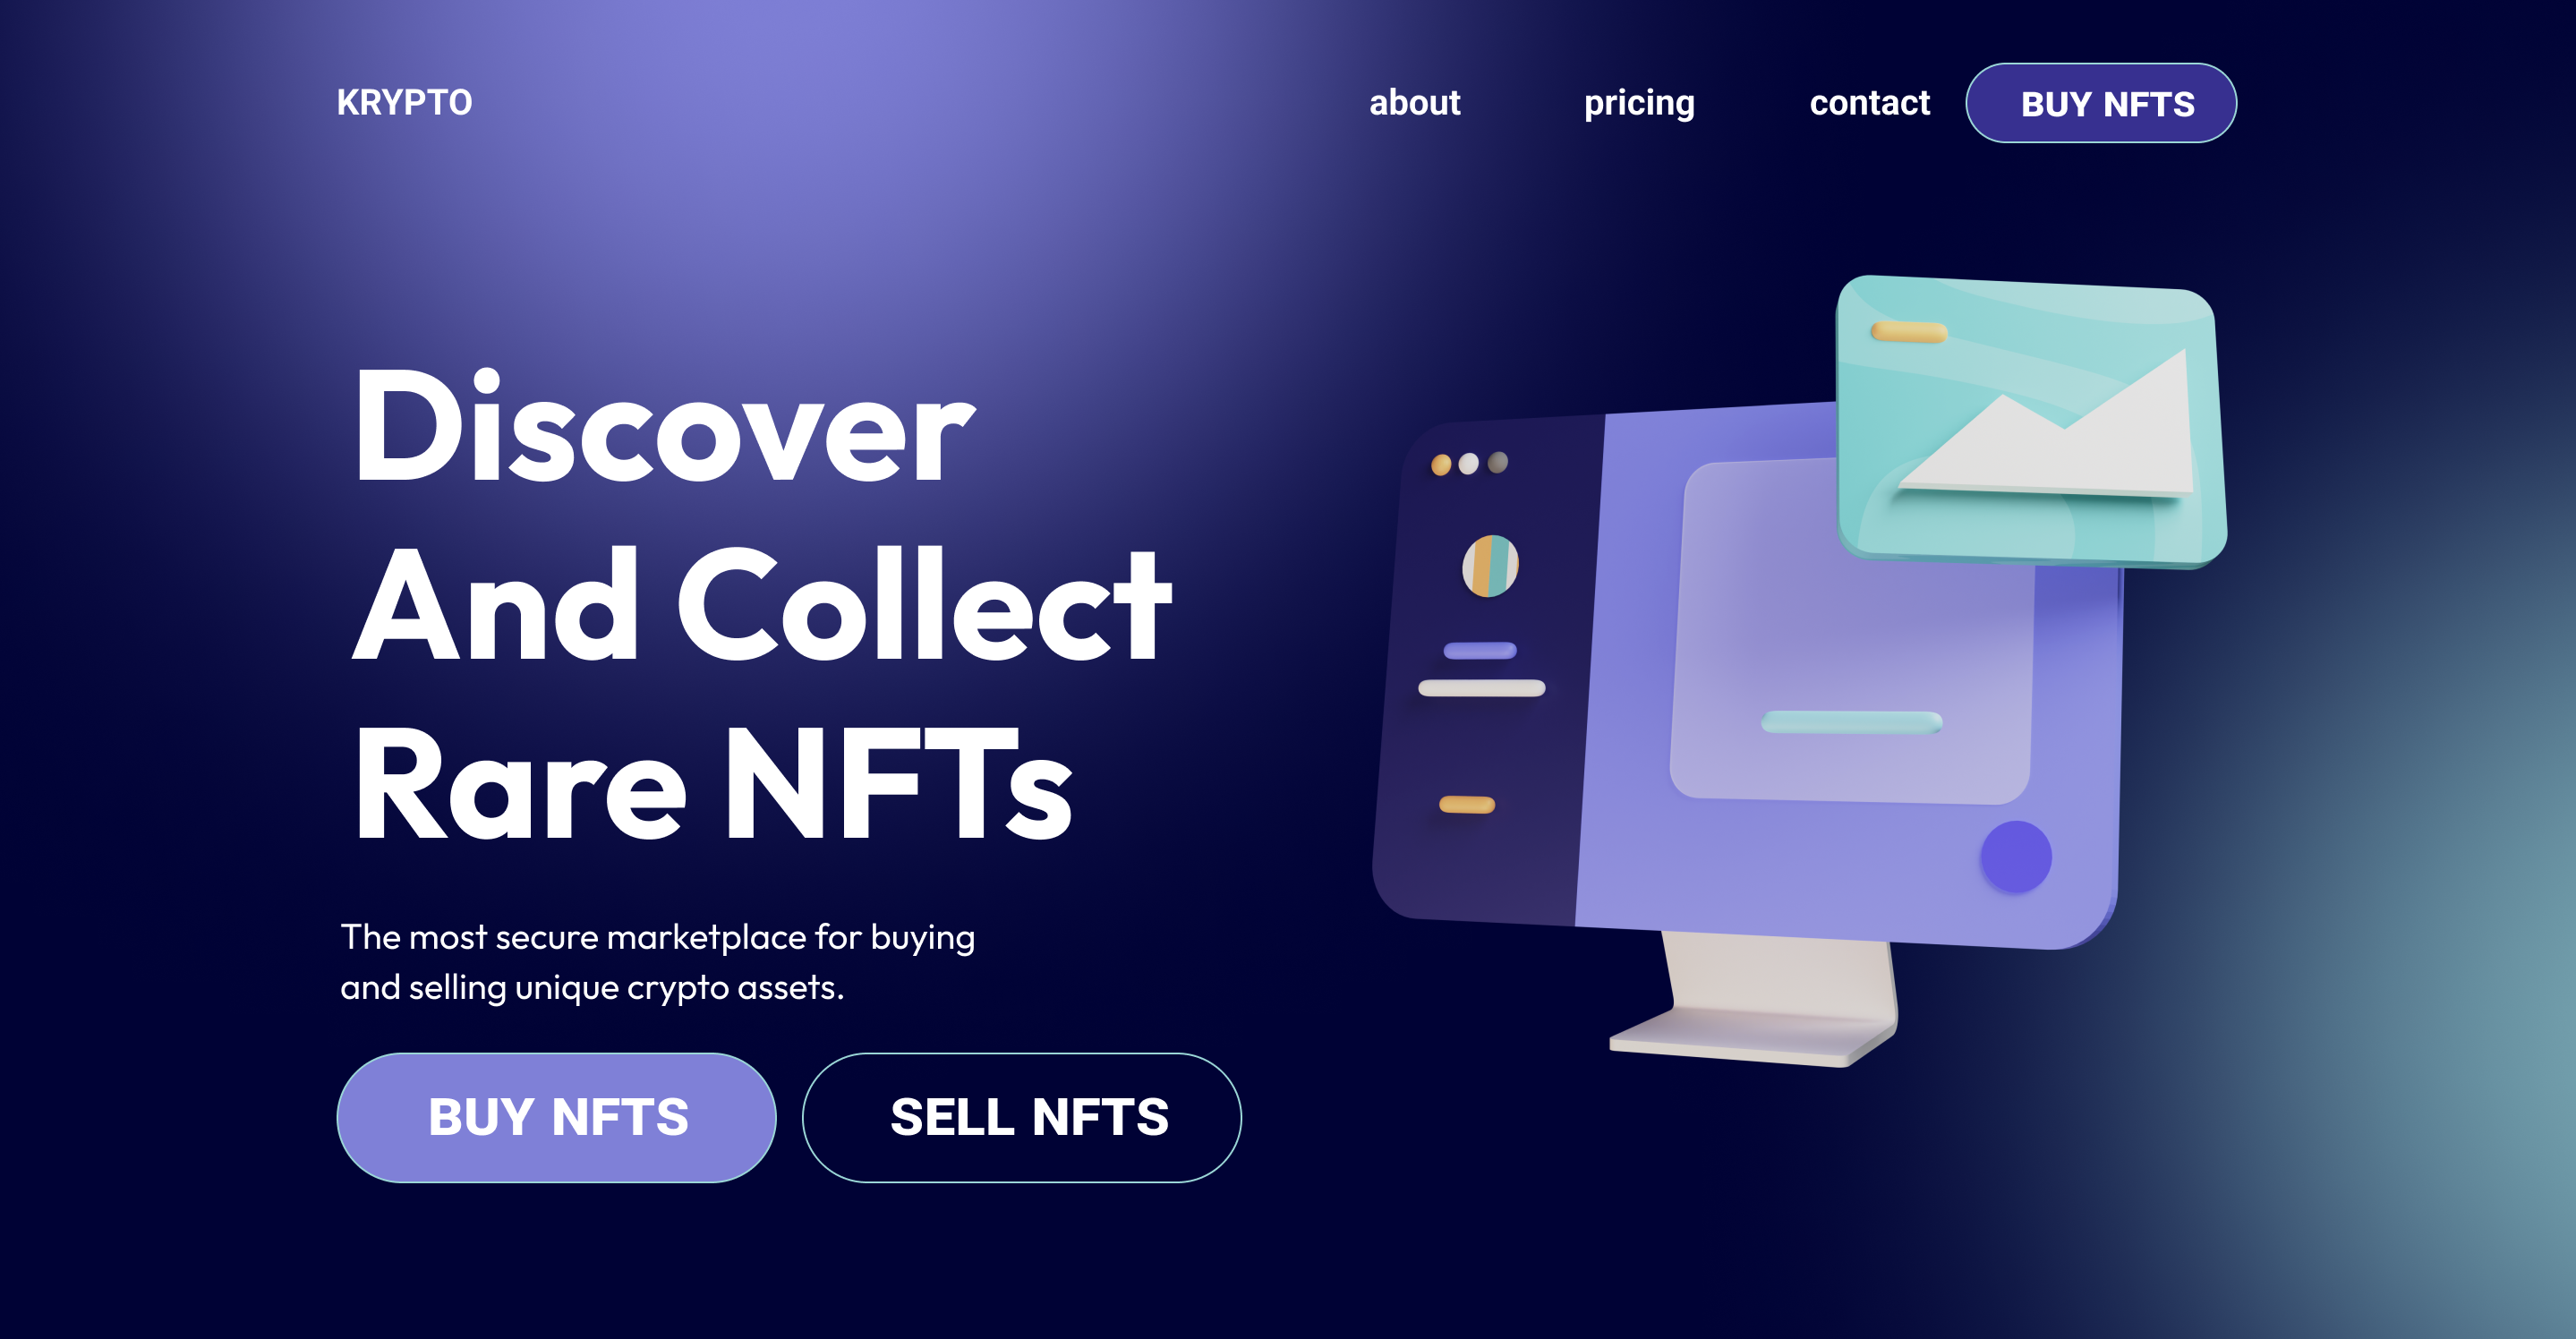 KRYPTO
about
pricing
contact
BUY NFTS
Discover
And Collect
Rare NFTs
The most secure marketplace for buying
and selling unique crypto assets.
BUY NFTS
SELL NFTS